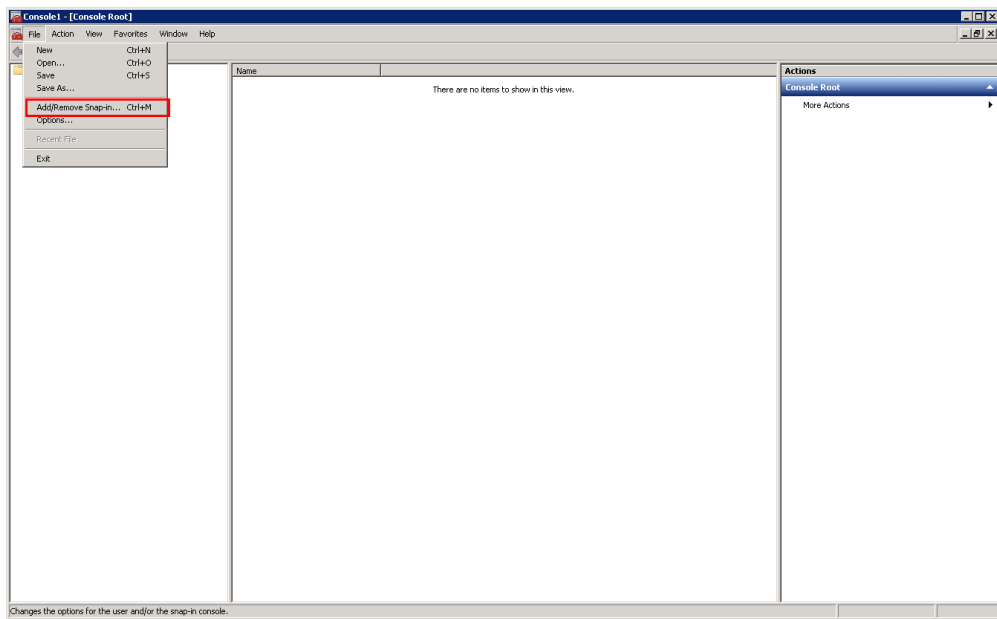 Console1 - [Console Root]
File Action View Favorites Window Help
New Ctrl+N
Open... Ctrl+O
Save Ctrl+S
Save As...
Add/Remove Snap-in... Ctrl+M
Options...
Recent File
Exit
Name
There are no items to show in this view.
Actions
Console Root
More Actions
Changes the options for the user and/or the snap-in console.